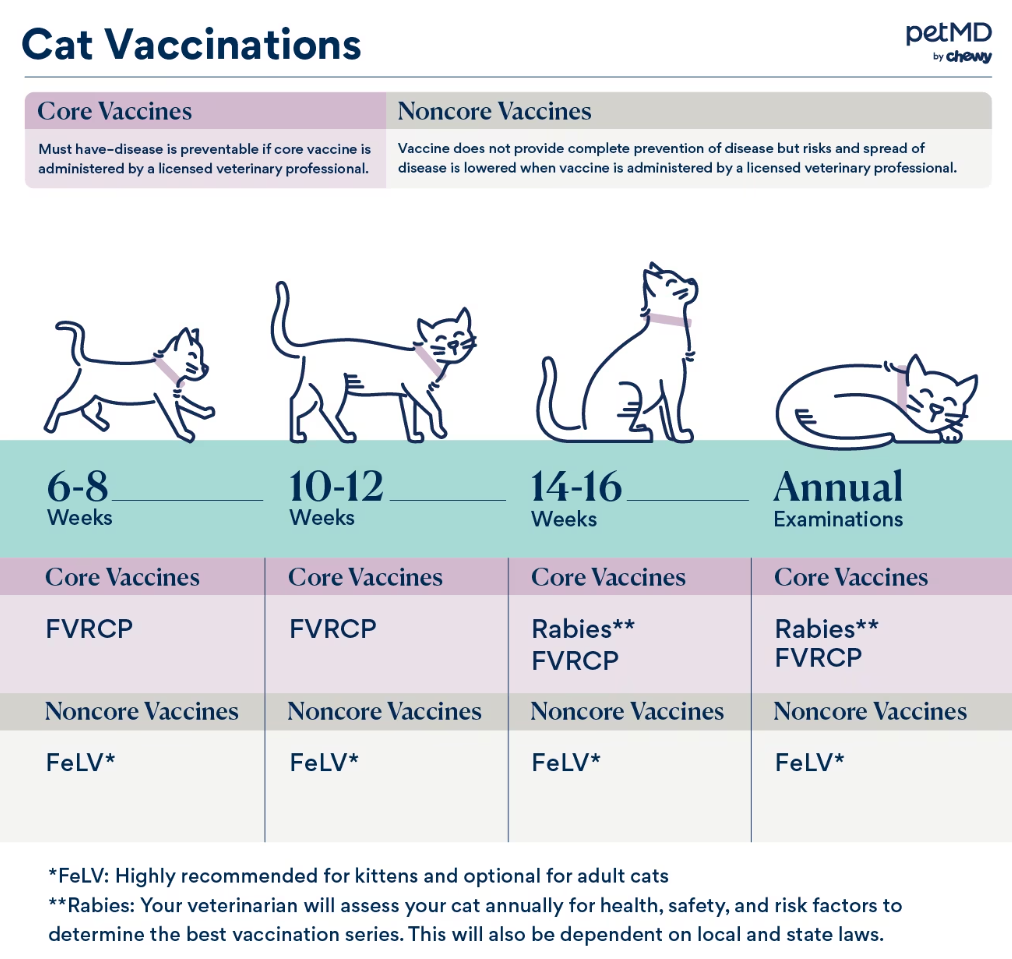 Cat Vaccinations
petMD
by chewy
Core Vaccines
Must have–disease is preventable if core vaccine is
administered by a licensed veterinary professional.
Noncore Vaccines
Vaccine does not provide complete prevention of disease but risks and spread of
disease is lowered when vaccine is administered by a licensed veterinary professional.
6-8
Weeks
10-12
Weeks
14-16
Weeks
Annual
Examinations
Core Vaccines
Core Vaccines
Core Vaccines
Core Vaccines
FVRCP
FVRCP
Rabies**
FVRCP
Rabies**
FVRCP
Noncore Vaccines
Noncore Vaccines
Noncore Vaccines
Noncore Vaccines
FeLV*
FeLV*
FeLV*
FeLV*
*FeLV: Highly recommended for kittens and optional for adult cats
**Rabies: Your veterinarian will assess your cat annually for health, safety, and risk factors to
determine the best vaccination series. This will also be dependent on local and state laws.